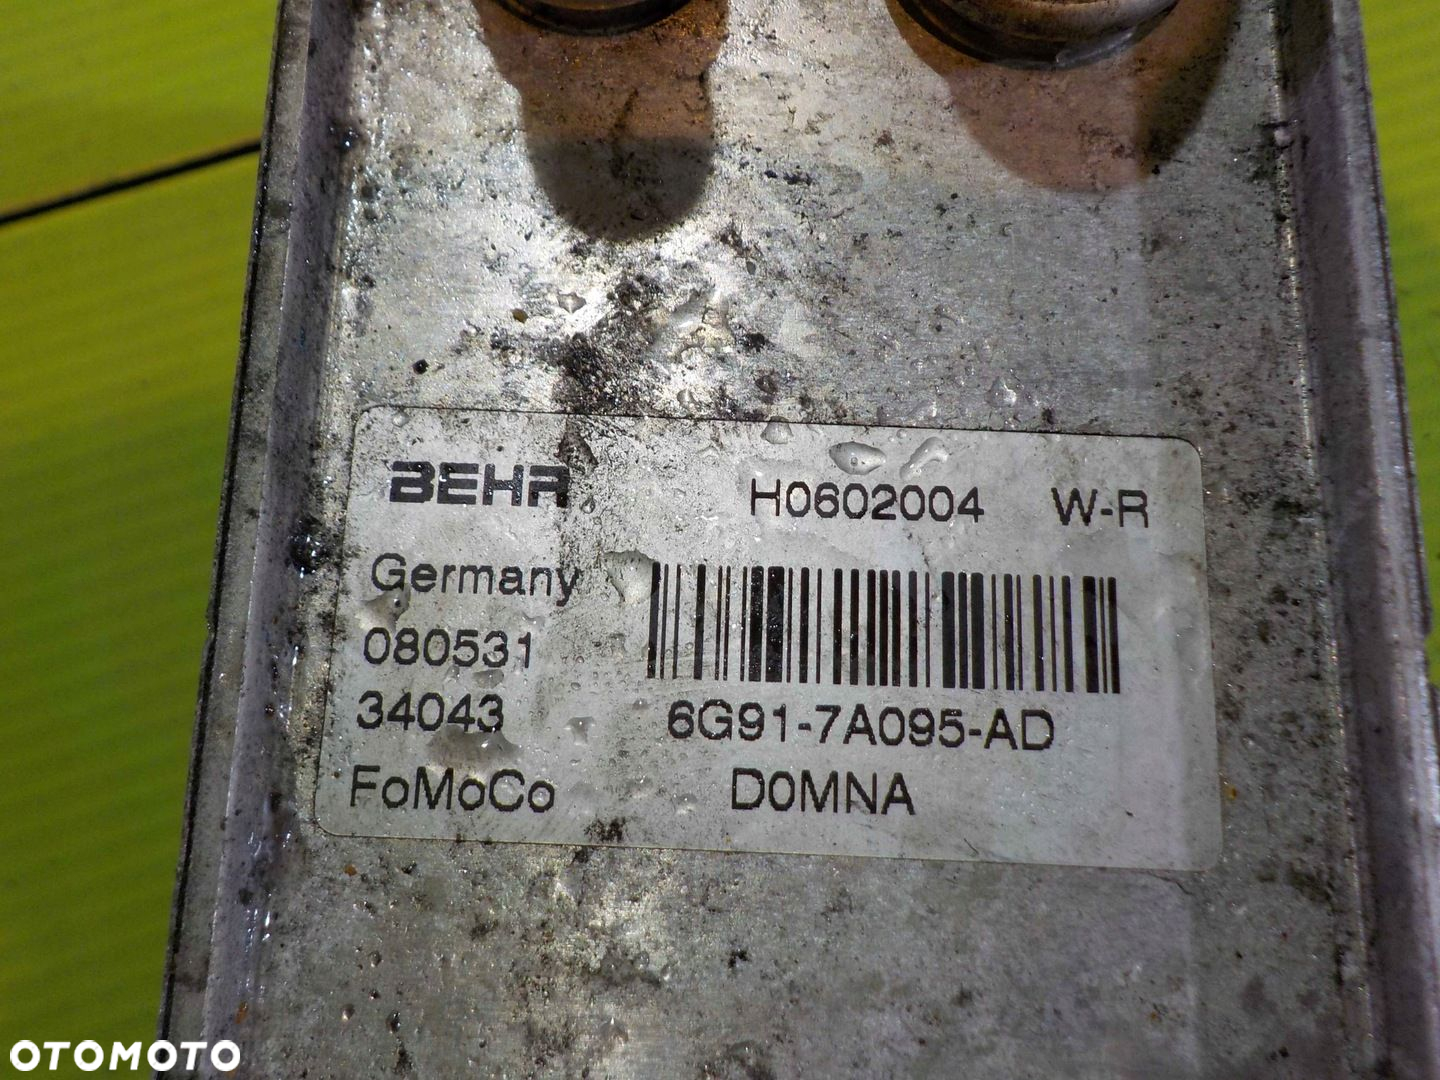 BEHR
H0602004 W-R
Germany
080531
34043
6G91-7A095-AD
FoMoCo
D0MNA
OTOMOTO